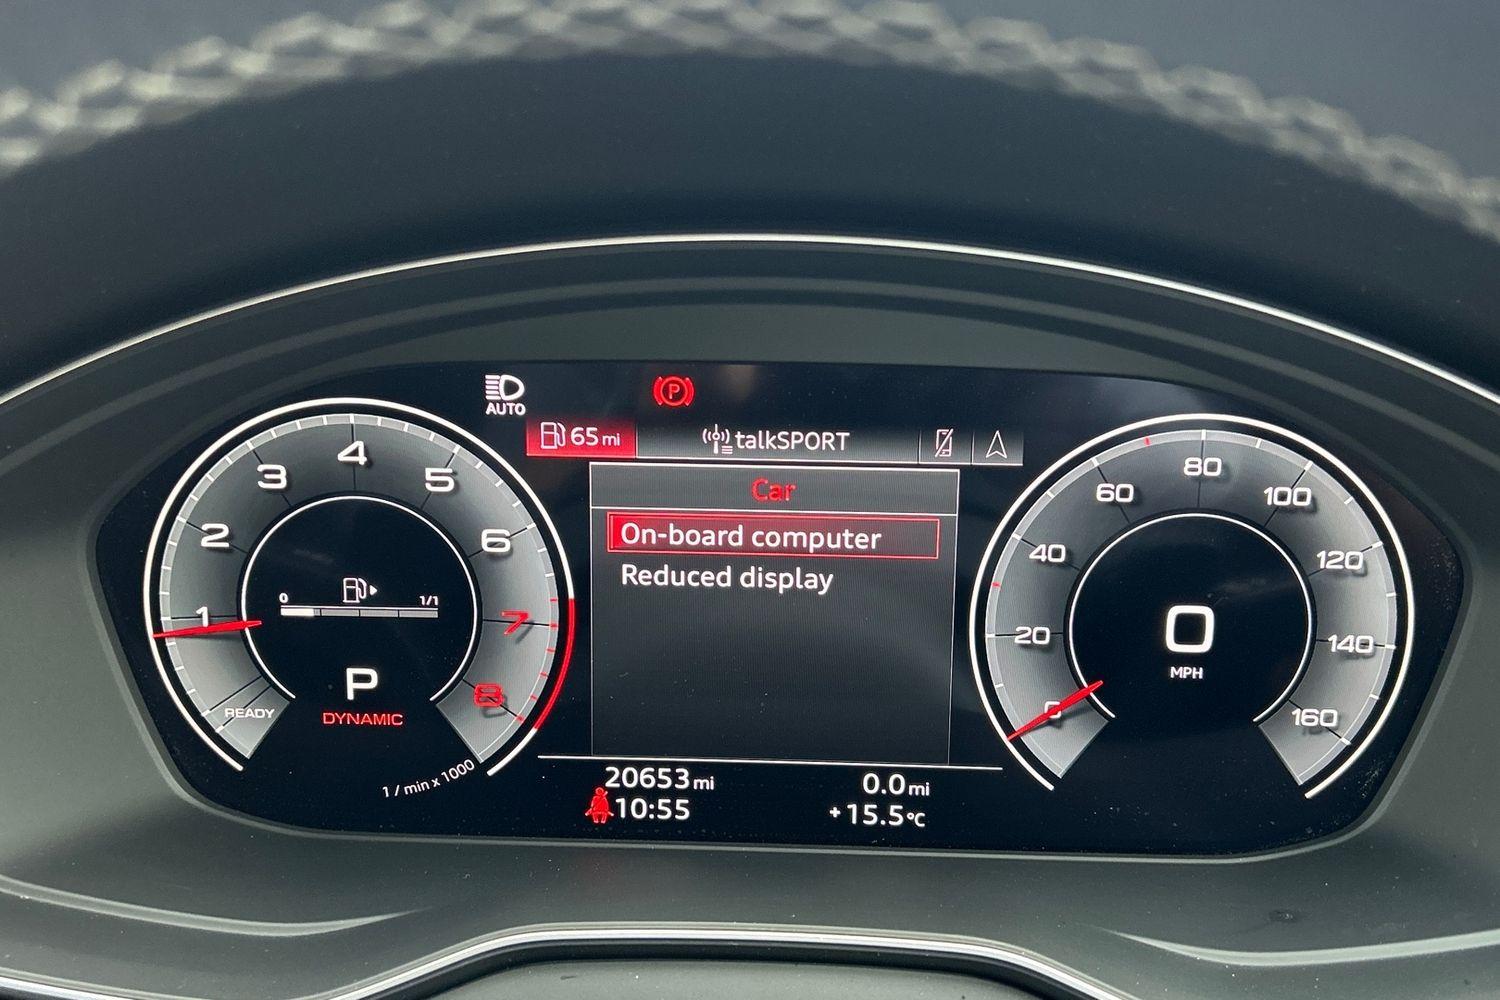 AUTO
P
65 mi
talkSPORT
Car
On-board computer
Reduced display
20653 mi
0.0 mi
10:55
+15.5°C
1
2
3
4
5
6
7
8
0
1/1
P
DYNAMIC
READY
1 / min x 1000
0
20
40
60
80
100
120
140
160
0
MPH